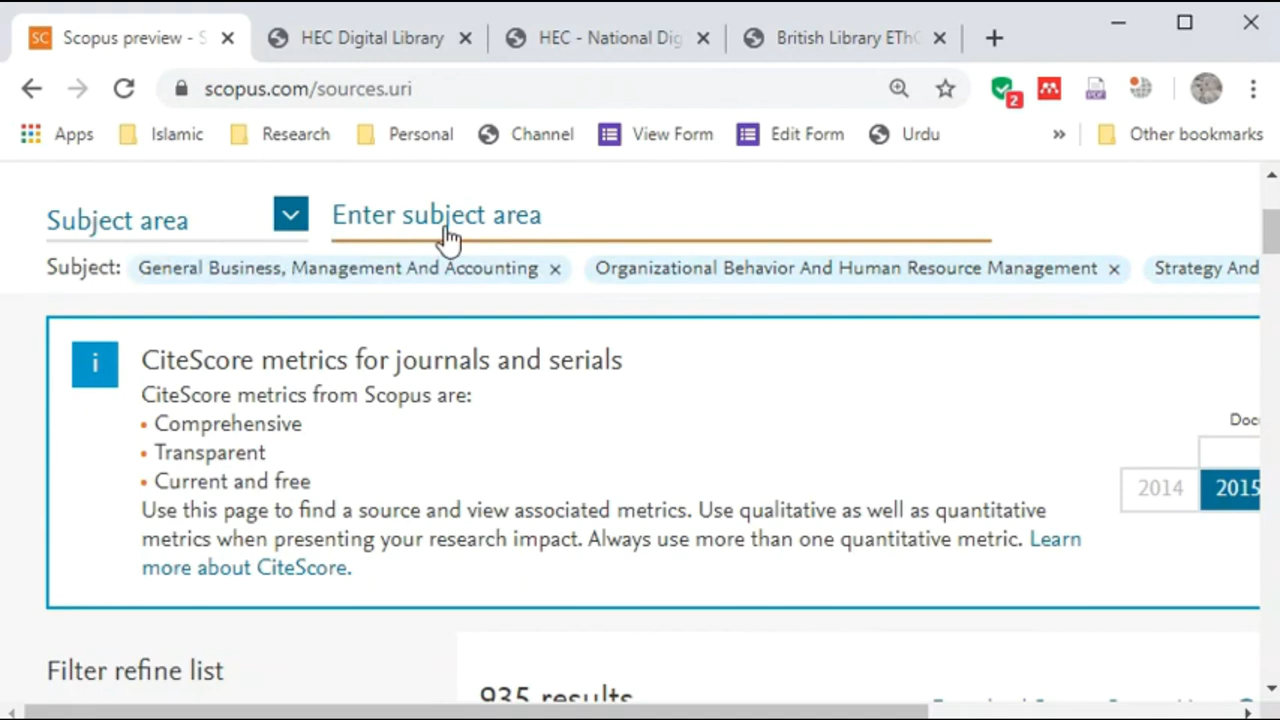 SC Scopus preview - S
HEC Digital Library
HEC - National Dig
British Library EThO
scopus.com/sources.uri
2
PDF
Apps
Islamic
Research
Personal
Channel
View Form
Edit Form
Urdu
»
Other bookmarks
Subject area
Enter subject area
Subject: General Business, Management And Accounting × Organizational Behavior And Human Resource Management × Strategy And
i
CiteScore metrics for journals and serials
CiteScore metrics from Scopus are:
• Comprehensive
• Transparent
• Current and free
Use this page to find a source and view associated metrics. Use qualitative as well as quantitative
metrics when presenting your research impact. Always use more than one quantitative metric. Learn
more about CiteScore.
Doc
2014 2015
Filter refine list
935 results